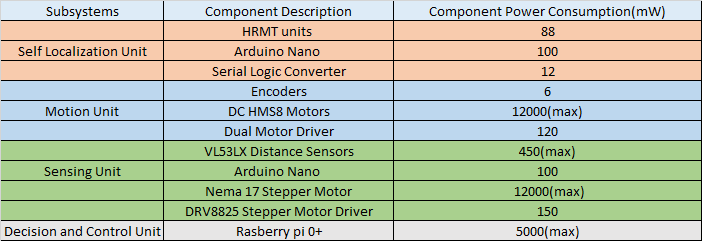 Subsystems Component Description Component Power Consumption(mW)
HRMT units 88
Self Localization Unit Arduino Nano 100
Serial Logic Converter 12
Encoders 6
Motion Unit DC HMS8 Motors 12000(max)
Dual Motor Driver 120
VL53LX Distance Sensors 450(max)
Sensing Unit Arduino Nano 100
Nema 17 Stepper Motor 12000(max)
DRV8825 Stepper Motor Driver 150
Decision and Control Unit Rasberry pi 0+ 5000(max)